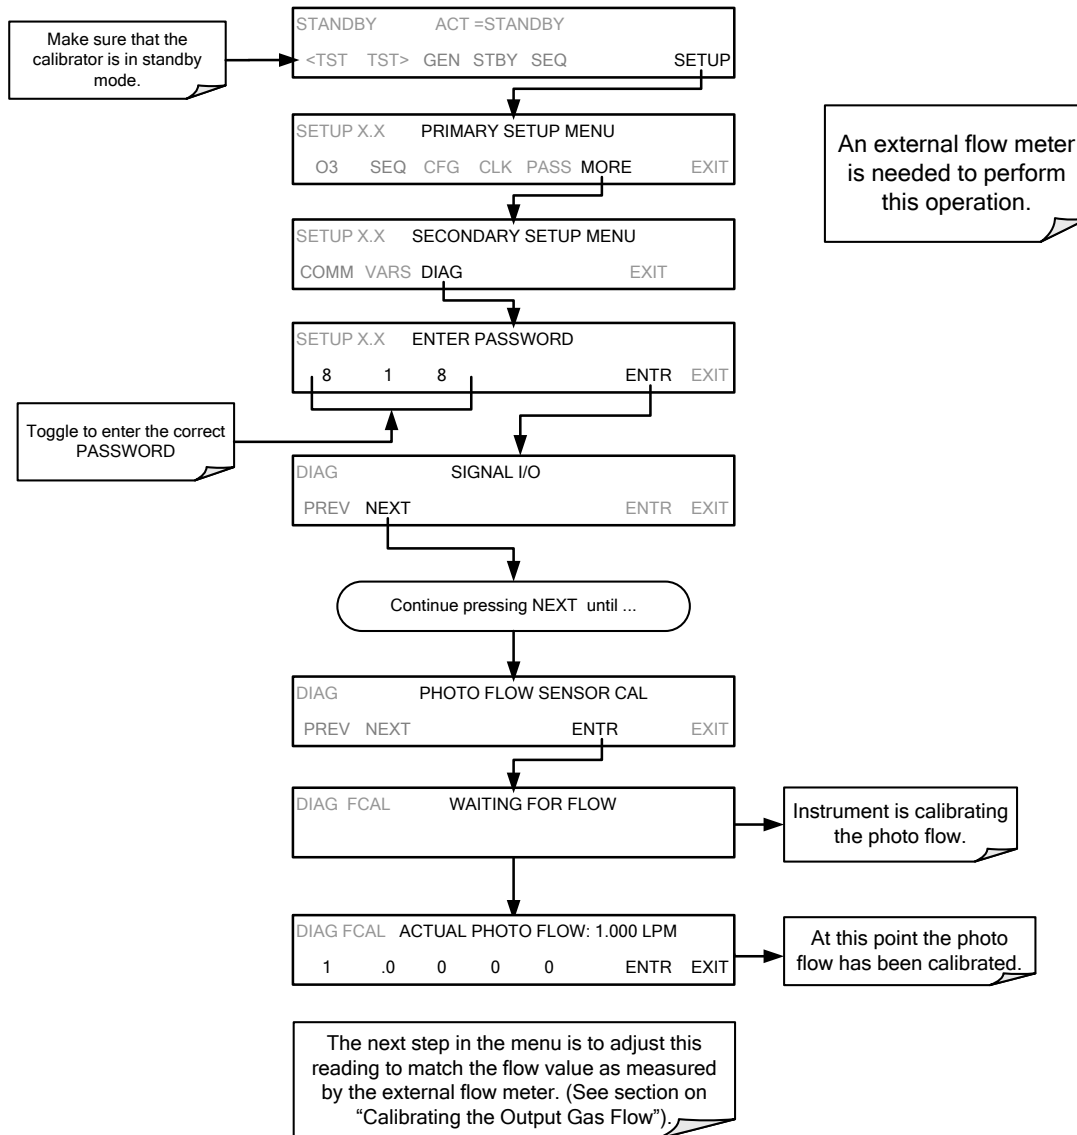 STANDBY ACT =STANDBY
<TST TST> GEN STBY SEQ SETUP
Make sure that the
calibrator is in standby
mode.
SETUP X.X PRIMARY SETUP MENU
O3 SEQ CFG CLK PASS MORE EXIT
An external flow meter
is needed to perform
this operation.
SETUP X.X SECONDARY SETUP MENU
COMM VARS DIAG EXIT
SETUP X.X ENTER PASSWORD
8 1 8 ENTR EXIT
Toggle to enter the correct
PASSWORD
DIAG SIGNAL I/O
PREV NEXT ENTR EXIT
Continue pressing NEXT until ...
DIAG PHOTO FLOW SENSOR CAL
PREV NEXT ENTR EXIT
DIAG FCAL WAITING FOR FLOW
Instrument is calibrating
the photo flow.
DIAG FCAL ACTUAL PHOTO FLOW: 1.000 LPM
1 .0 0 0 0 ENTR EXIT
At this point the photo
flow has been calibrated.
The next step in the menu is to adjust this
reading to match the flow value as measured
by the external flow meter. (See section on
“Calibrating the Output Gas Flow”).